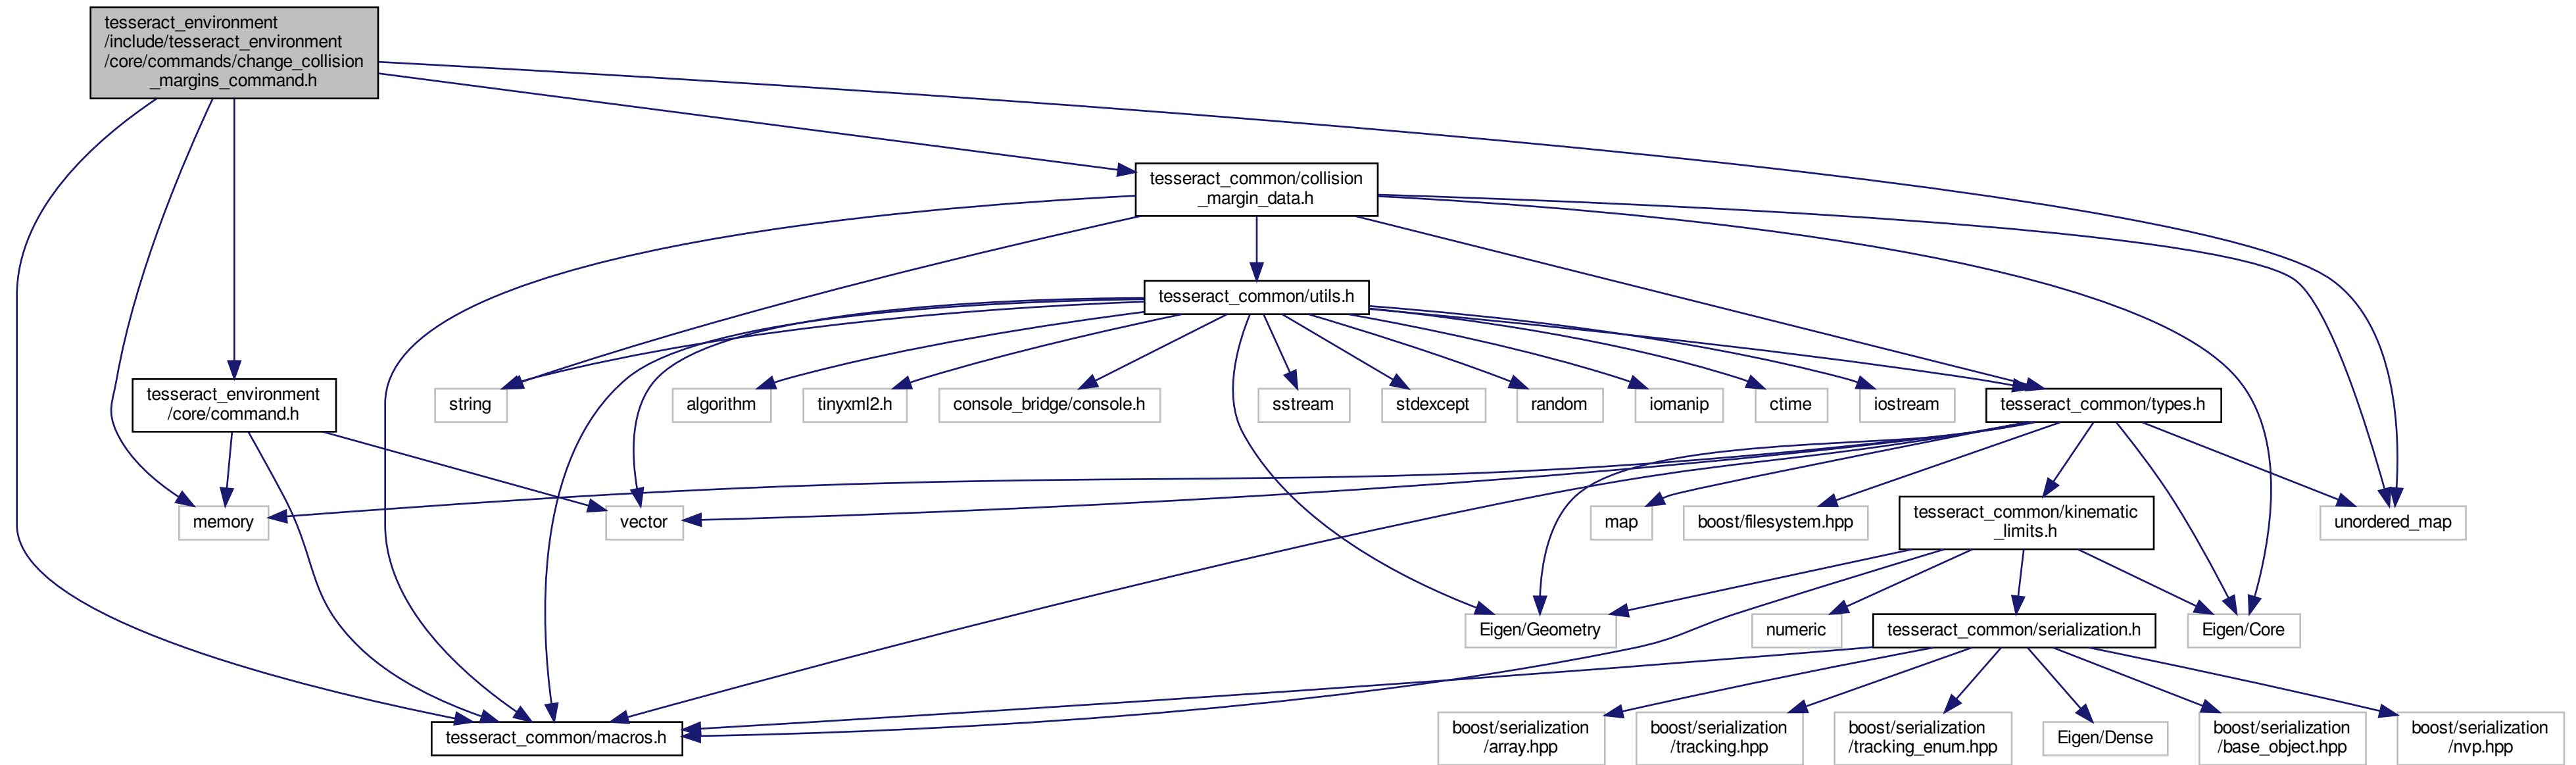 tesseract_environment
/include/tesseract_environment
/core/commands/change_collision
_margins_command.h
tesseract_common/collision
_margin_data.h
tesseract_common/utils.h
tesseract_environment
/core/command.h
string
algorithm
tinyxml2.h
console_bridge/console.h
sstream
stdexcept
random
iomanip
ctime
iostream
tesseract_common/types.h
memory
vector
map
boost/filesystem.hpp
tesseract_common/kinematic
_limits.h
unordered_map
Eigen/Geometry
numeric
tesseract_common/serialization.h
Eigen/Core
tesseract_common/macros.h
boost/serialization
/array.hpp
boost/serialization
/tracking.hpp
boost/serialization
/tracking_enum.hpp
Eigen/Dense
boost/serialization
/base_object.hpp
boost/serialization
/nvp.hpp